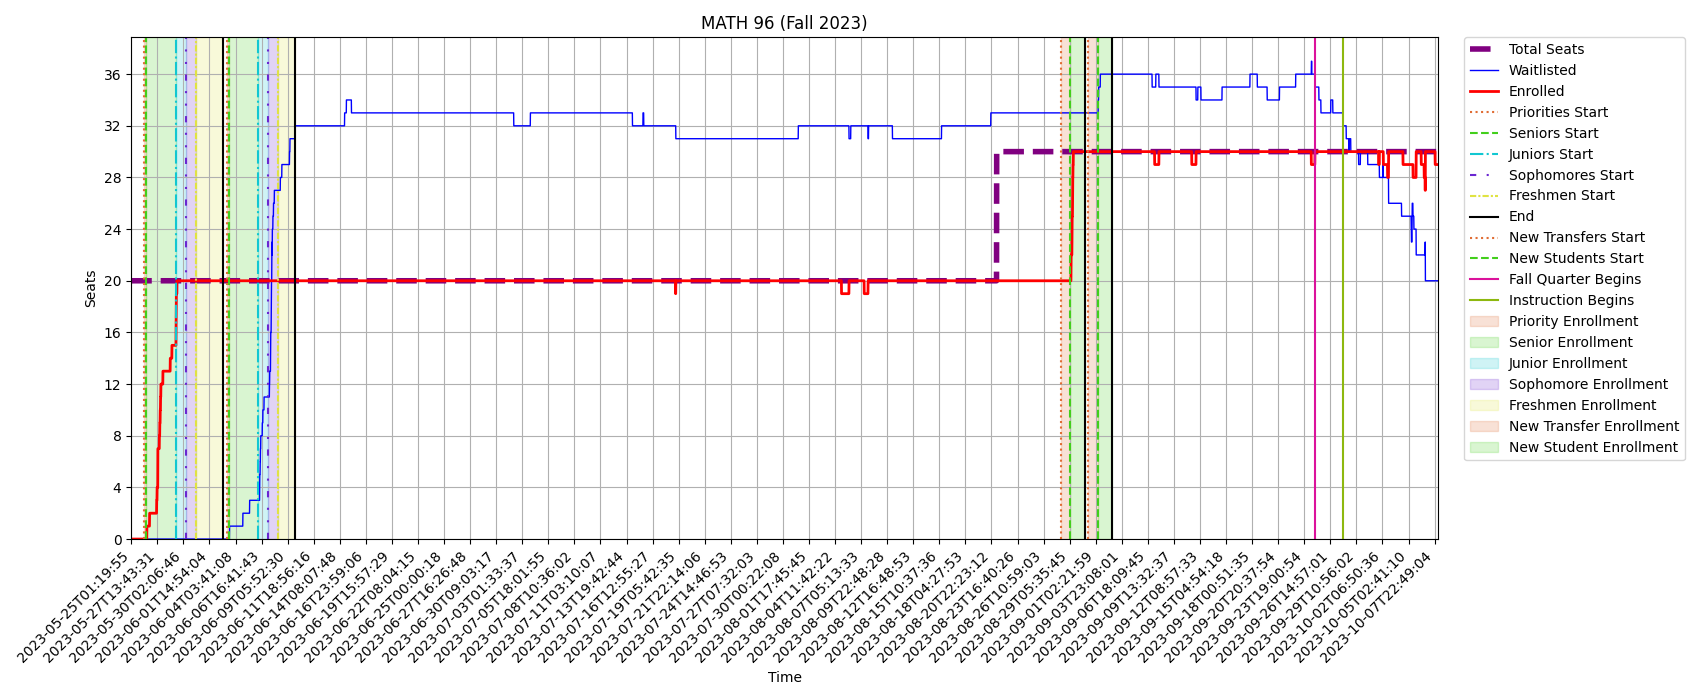 MATH 96 (Fall 2023)
Seats
36
32
28
24
20
16
12
8
4
0
2023-05-25T01:19:55
2023-05-27T13:43:31
2023-05-30T02:06:46
2023-06-01T14:54:04
2023-06-04T03:41:08
2023-06-06T16:41:43
2023-06-09T05:52:30
2023-06-11T18:56:16
2023-06-14T08:07:48
2023-06-16T23:59:06
2023-06-19T15:57:29
2023-06-22T08:04:15
2023-06-25T00:00:18
2023-06-27T16:26:48
2023-06-30T09:03:17
2023-07-03T01:33:37
2023-07-05T18:01:55
2023-07-08T10:36:02
2023-07-11T03:10:07
2023-07-13T19:42:44
2023-07-16T12:55:27
2023-07-19T05:42:35
2023-07-21T22:14:06
2023-07-24T14:46:53
2023-07-27T07:32:03
2023-07-30T00:22:08
2023-08-01T17:45:45
2023-08-04T11:42:22
2023-08-07T05:13:33
2023-08-09T22:48:28
2023-08-12T16:48:53
2023-08-15T10:37:36
2023-08-18T04:27:53
2023-08-20T22:23:12
2023-08-23T16:40:26
2023-08-26T10:59:03
2023-08-29T05:35:45
2023-09-01T02:21:59
2023-09-03T23:08:01
2023-09-06T18:09:45
2023-09-09T13:32:37
2023-09-12T08:57:33
2023-09-15T04:54:18
2023-09-18T00:51:35
2023-09-20T20:37:54
2023-09-23T19:00:54
2023-09-26T14:57:01
2023-09-29T10:56:02
2023-10-02T06:50:36
2023-10-05T02:41:10
2023-10-07T22:49:04
Time
Total Seats
Waitlisted
Enrolled
Priorities Start
Seniors Start
Juniors Start
Sophomores Start
Freshmen Start
End
New Transfers Start
New Students Start
Fall Quarter Begins
Instruction Begins
Priority Enrollment
Senior Enrollment
Junior Enrollment
Sophomore Enrollment
Freshmen Enrollment
New Transfer Enrollment
New Student Enrollment